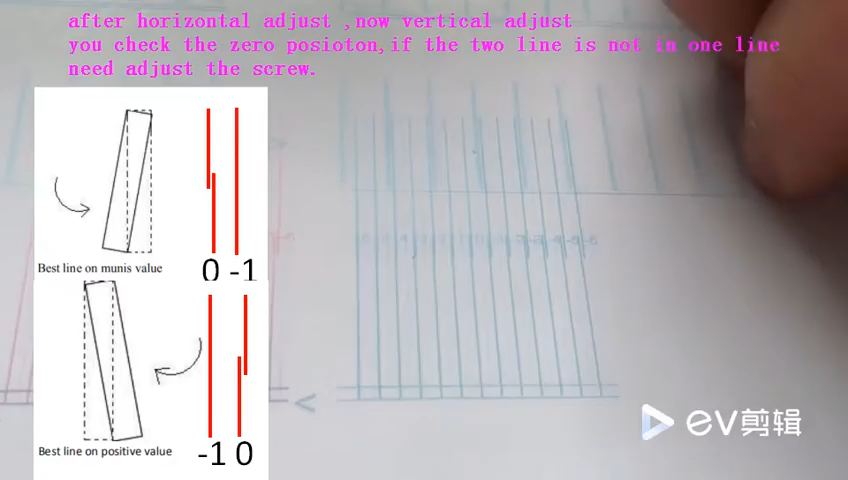 after horizontal adjust ,now vertical adjust
you check the zero posioton,if the two line is not in one line
need adjust the screw.
Best line on munis value
0 -1
Best line on positive value
-1 0
ev剪辑